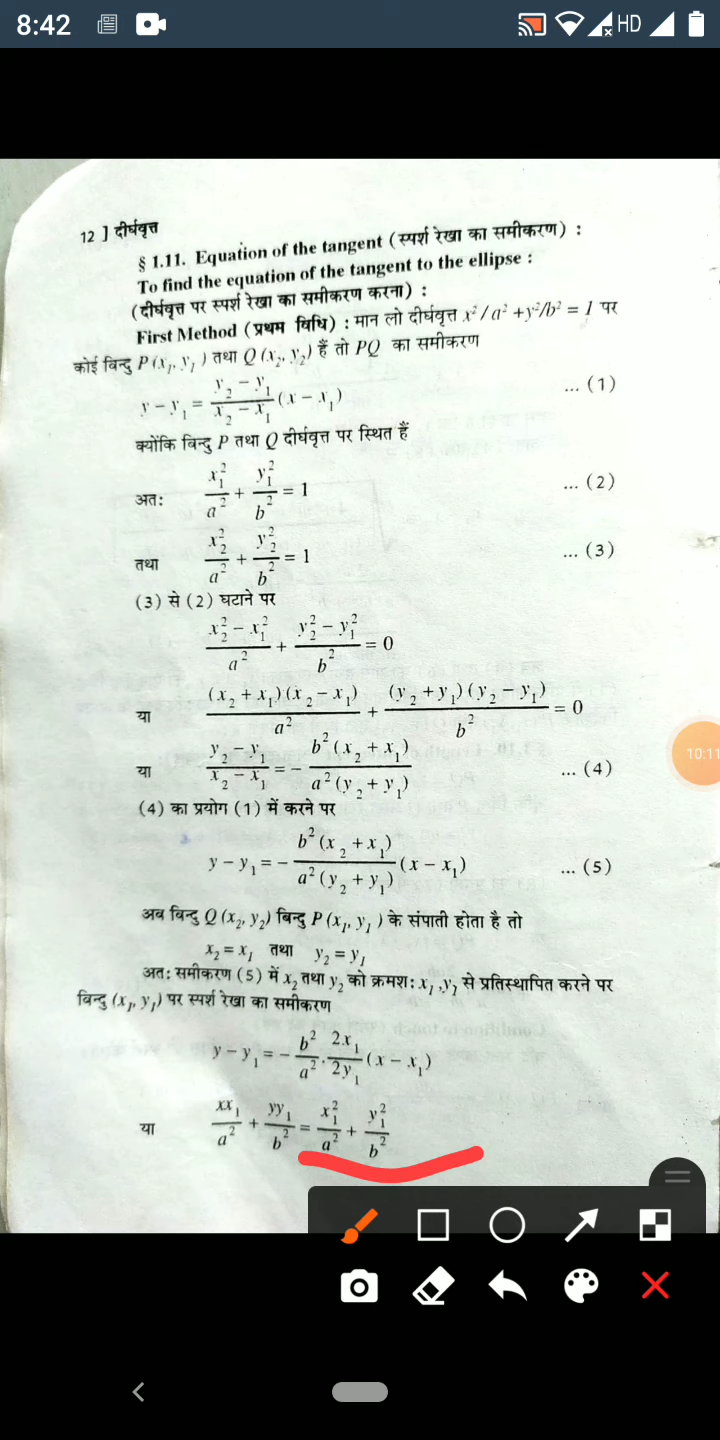 8:42 HD
12 ] दीर्घवृत्त
§ 1.11. Equation of the tangent (स्पर्श रेखा का समीकरण) :
To find the equation of the tangent to the ellipse :
(दीर्घवृत्त पर स्पर्श रेखा का समीकरण करना) :
First Method (प्रथम विधि) : मान लो दीर्घवृत्त x²/a² +y²/b² = 1 पर
कोई बिन्दु P(x₁, y₁) तथा Q(x₂, y₂) हैं तो PQ का समीकरण
y – y₁ = (y₂ – y₁)/(x₂ – x₁) (x – x₁) ... (1)
क्योंकि बिन्दु P तथा Q दीर्घवृत्त पर स्थित हैं
अतः x₁²/a² + y₁²/b² = 1 ... (2)
तथा x₂²/a² + y₂²/b² = 1 ... (3)
(3) से (2) घटाने पर
(x₂² – x₁²)/a² + (y₂² – y₁²)/b² = 0
या (x₂ + x₁)(x₂ – x₁)/a² + (y₂ + y₁)(y₂ – y₁)/b² = 0
या (y₂ – y₁)/(x₂ – x₁) = – b²(x₂ + x₁)/a²(y₂ + y₁) ... (4)
(4) का प्रयोग (1) में करने पर
y – y₁ = – b²(x₂ + x₁)/a²(y₂ + y₁) (x – x₁) ... (5)
अब बिन्दु Q(x₂, y₂) बिन्दु P(x₁, y₁) के संपाती होता है तो
x₂ = x₁ तथा y₂ = y₁
अतः समीकरण (5) में x₂ तथा y₂ को क्रमशः x₁ ,y₁ से प्रतिस्थापित करने पर
बिन्दु (x₁, y₁) पर स्पर्श रेखा का समीकरण
y – y₁ = – b²/a² . 2x₁/2y₁ (x – x₁)
या xx₁/a² + yy₁/b² = x₁²/a² + y₁²/b²
10:11